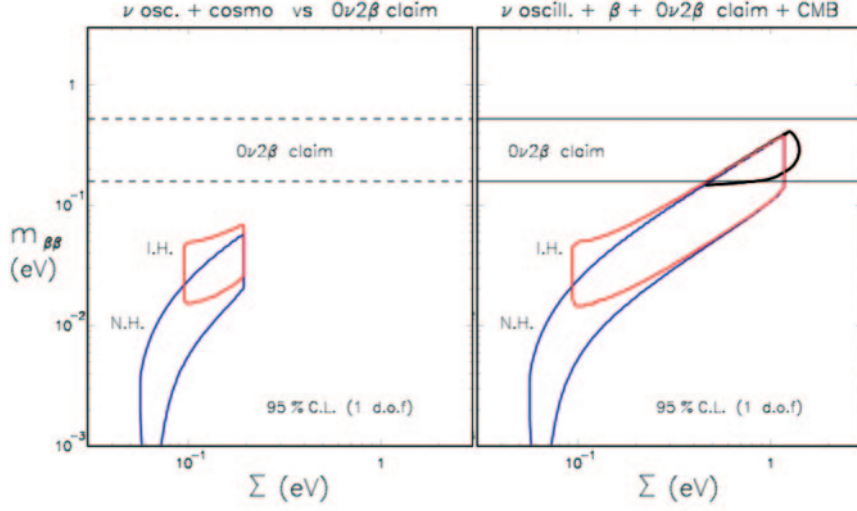 ν osc. + cosmo vs 0ν2β claim
ν oscill. + β + 0ν2β claim + CMB
1
0ν2β claim
0ν2β claim
10⁻¹
m_ββ
(eV)
I.H.
I.H.
10⁻²
N.H.
N.H.
95 % C.L. (1 d.o.f)
95 % C.L. (1 d.o.f)
10⁻³
10⁻¹
1
10⁻¹
1
Σ (eV)
Σ (eV)